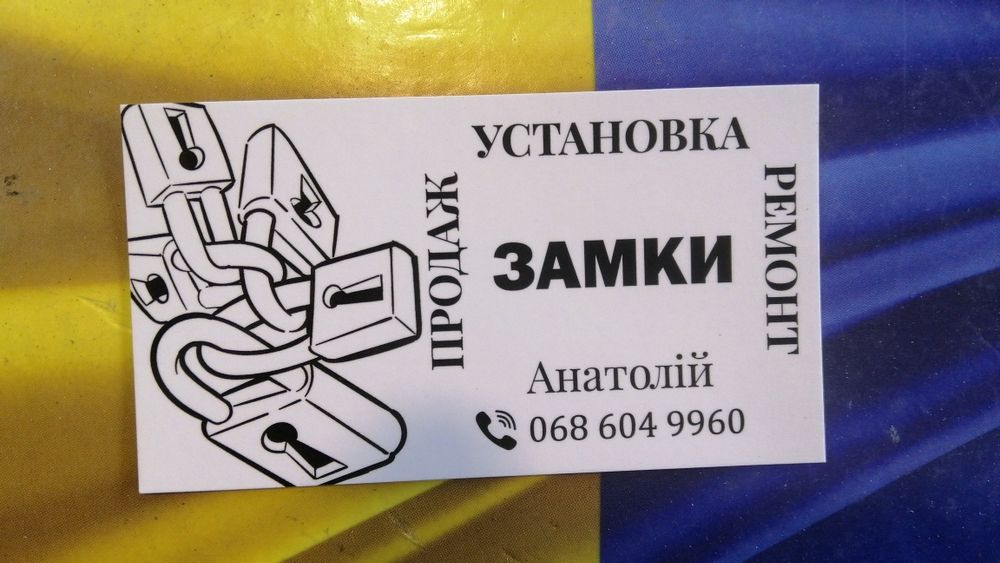 УСТАНОВКА
ПРОДАЖ
ЗАМКИ
РЕМОНТ
Анатолій
068 604 9960